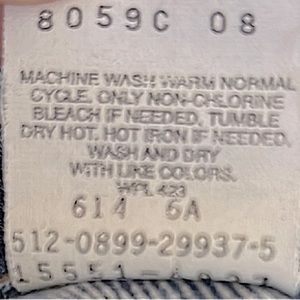 8059C 08
MACHINE WASH WARM NORMAL
CYCLE. ONLY NON-CHLORINE
BLEACH IF NEEDED. TUMBLE
DRY HOT. HOT IRON IF NEEDED.
WASH AND DRY
WITH LIKE COLORS.
WPL 423
614 6A
512-0899-29937-5